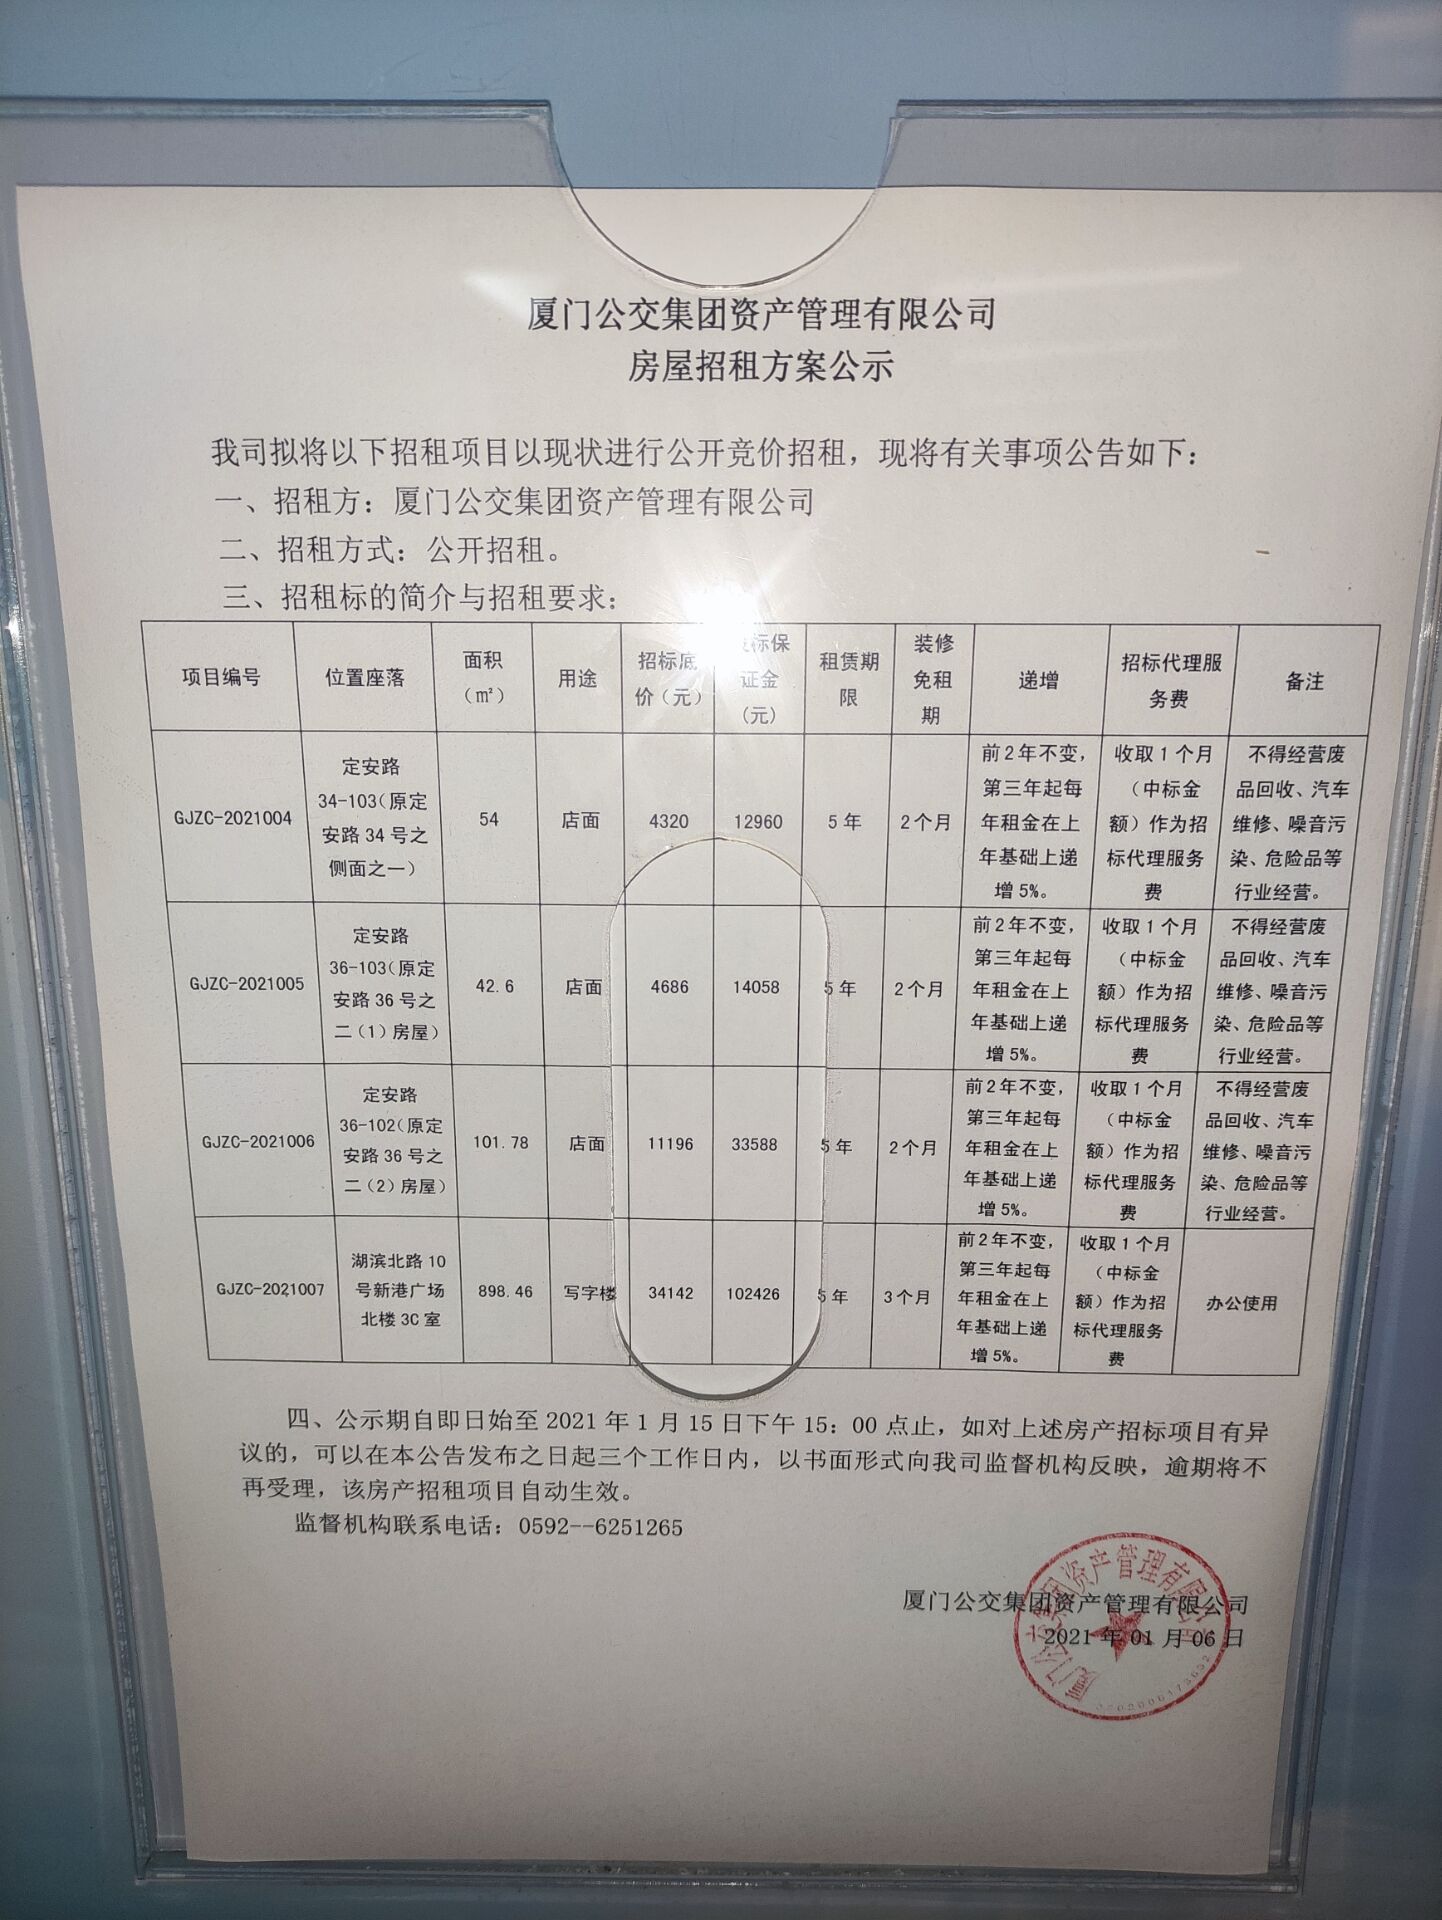 厦门公交集团资产管理有限公司
房屋招租方案公示
我司拟将以下招租项目以现状进行公开竞价招租，现将有关事项公告如下：
一、招租方：厦门公交集团资产管理有限公司
二、招租方式：公开招租。
三、招租标的简介与招租要求：
项目编号 位置座落 面积（㎡） 用途 招标底价（元） 标保证金（元） 租赁期限 装修免租期 递增 招标代理服务费 备注
GJZC-2021004 定安路34-103（原定安路34号之侧面之一） 54 店面 4320 12960 5年 2个月 前2年不变，第三年起每年租金在上年基础上递增5%。 收取1个月（中标金额）作为招标代理服务费 不得经营废品回收、汽车维修、噪音污染、危险品等行业经营。
GJZC-2021005 定安路36-103（原定安路36号之二（1）房屋） 42.6 店面 4686 14058 5年 2个月 前2年不变，第三年起每年租金在上年基础上递增5%。 收取1个月（中标金额）作为招标代理服务费 不得经营废品回收、汽车维修、噪音污染、危险品等行业经营。
GJZC-2021006 定安路36-102（原定安路36号之二（2）房屋） 101.78 店面 11196 33588 5年 2个月 前2年不变，第三年起每年租金在上年基础上递增5%。 收取1个月（中标金额）作为招标代理服务费 不得经营废品回收、汽车维修、噪音污染、危险品等行业经营。
GJZC-2021007 湖滨北路10号新港广场北楼3C室 898.46 写字楼 34142 102426 5年 3个月 前2年不变，第三年起每年租金在上年基础上递增5%。 收取1个月（中标金额）作为招标代理服务费 办公使用
四、公示期自即日始至2021年1月15日下午15：00点止，如对上述房产招标项目有异
议的，可以在本公告发布之日起三个工作日内，以书面形式向我司监督机构反映，逾期将不
再受理，该房产招租项目自动生效。
监督机构联系电话：0592--6251265
厦门公交集团资产管理有限公司
2021年01月06日
厦门公交集团资产管理有限公司